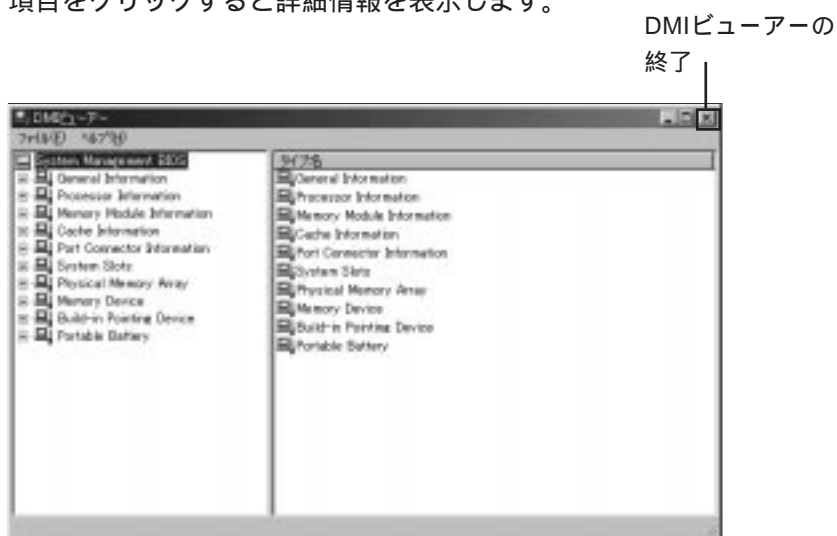 項目をクリックすると詳細情報を表示します。
DMIビューアーの
終了
DMIビューアー
ファイル(F) ヘルプ(H)
System Management BIOS
General Information
Processor Information
Memory Module Information
Cache Information
Port Connector Information
System Slots
Physical Memory Array
Memory Device
Build-in Pointing Device
Portable Battery
タイプ名
General Information
Processor Information
Memory Module Information
Cache Information
Port Connector Information
System Slots
Physical Memory Array
Memory Device
Build-in Pointing Device
Portable Battery